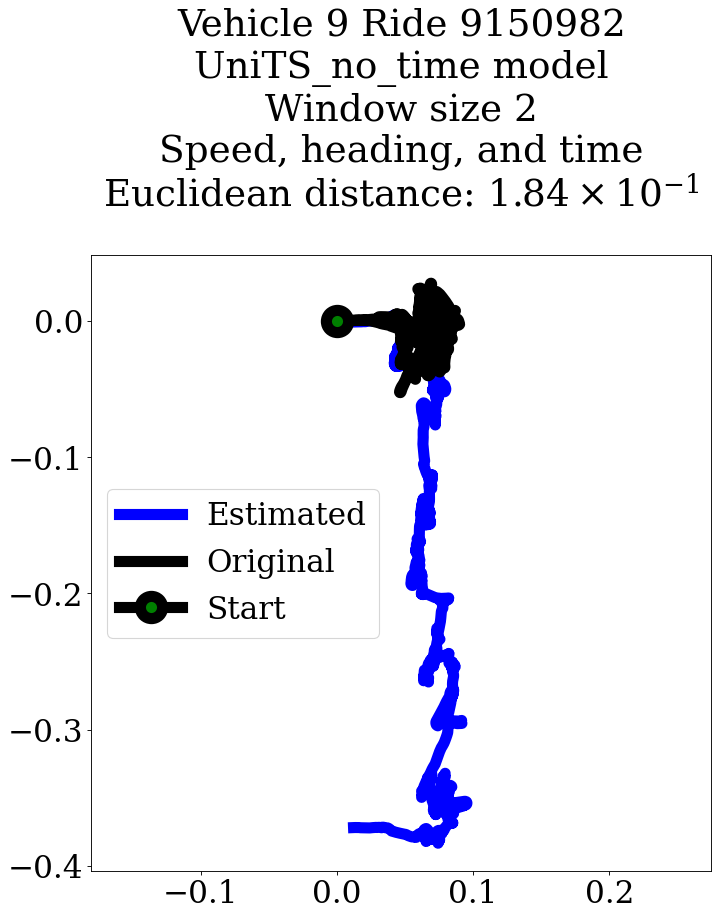 Vehicle 9 Ride 9150982
UniTS_no_time model
Window size 2
Speed, heading, and time
Euclidean distance: 1.84 × 10⁻¹
0.0
−0.1
−0.2
−0.3
−0.4
Estimated
Original
Start
−0.1 0.0 0.1 0.2